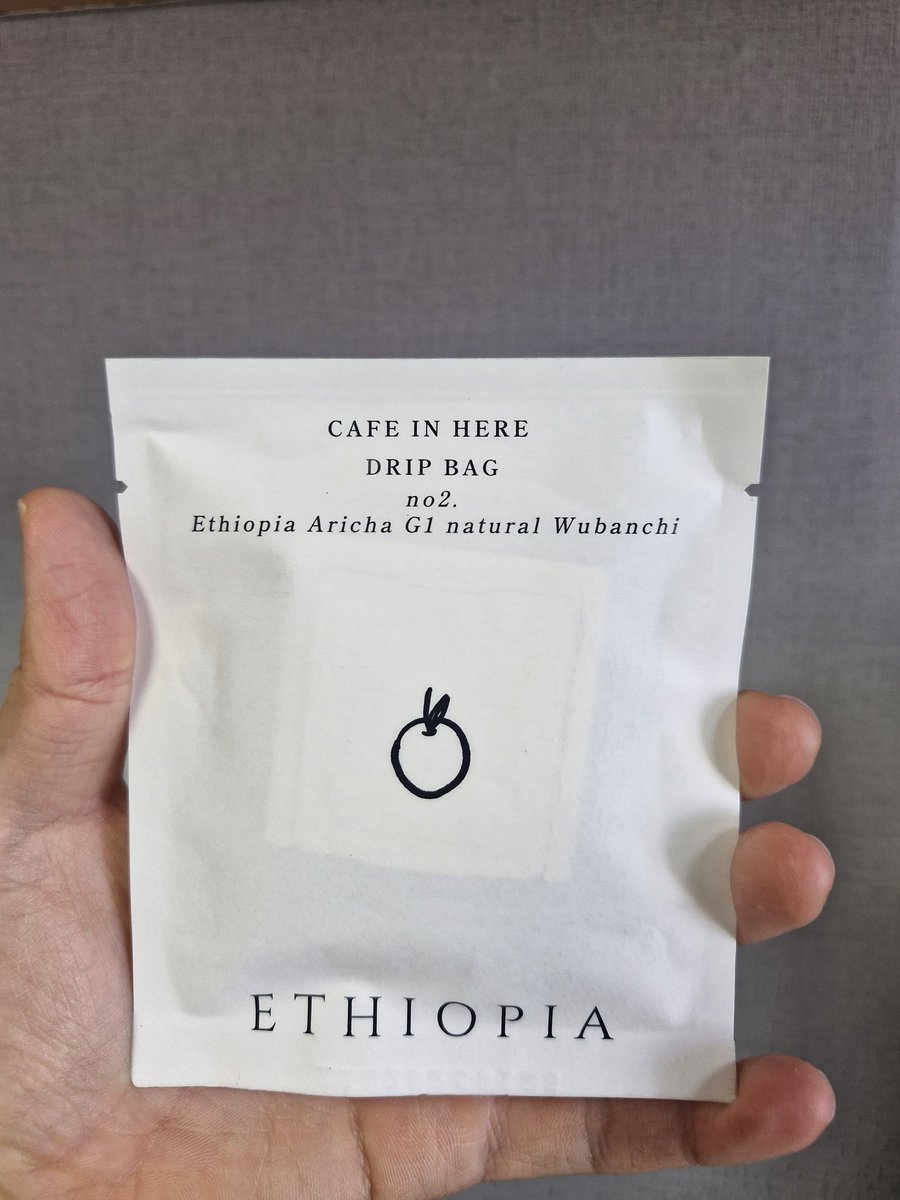 CAFE IN HERE
DRIP BAG
no2.
Ethiopia Aricha G1 natural Wubanchi
ETHIOPIA